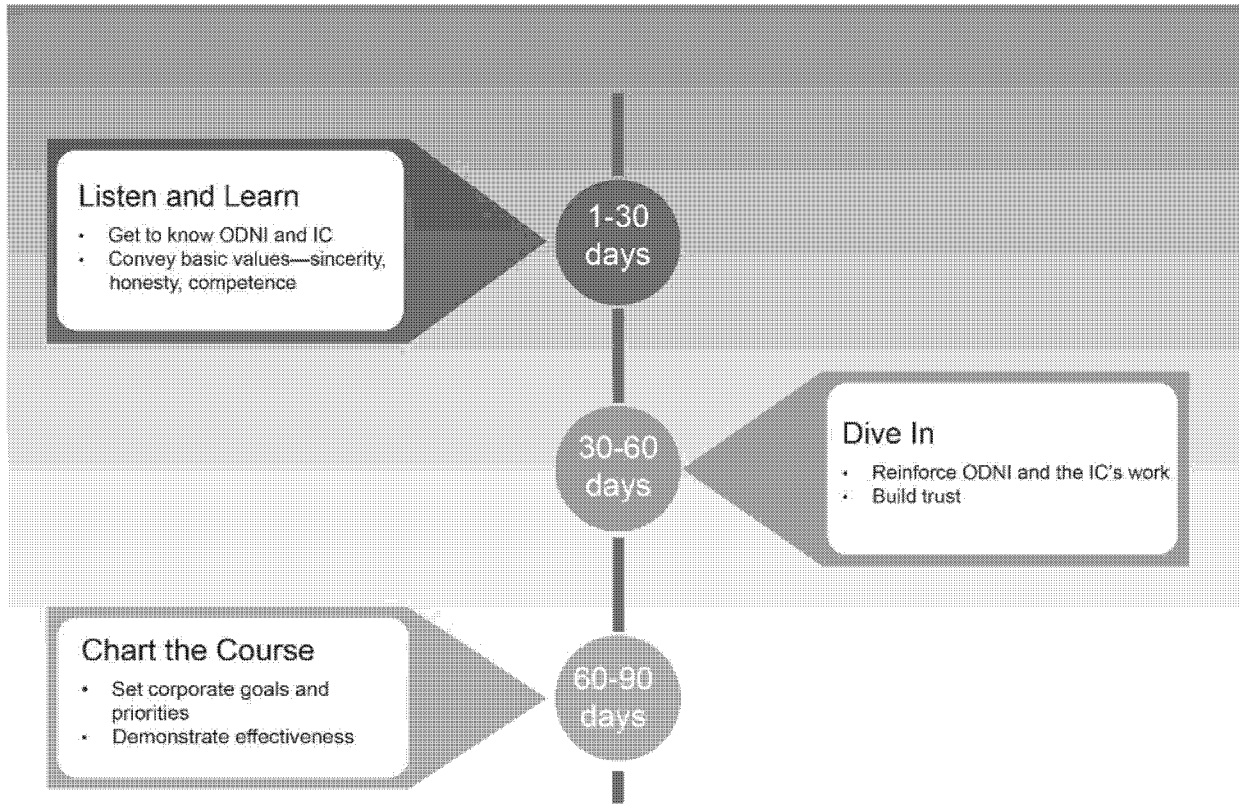 Listen and Learn
• Get to know ODNI and IC
• Convey basic values—sincerity,
honesty, competence
1-30
days
30-60
days
Dive In
• Reinforce ODNI and the IC's work
• Build trust
Chart the Course
• Set corporate goals and
priorities
• Demonstrate effectiveness
60-90
days